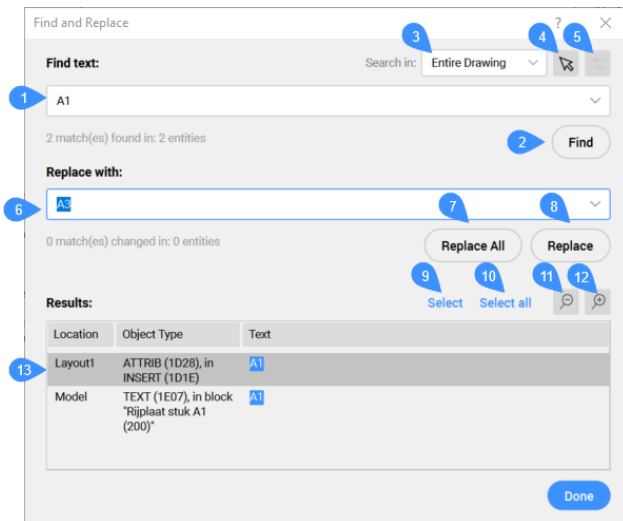 Find and Replace ? ×
3 4 5
Find text: Search in: Entire Drawing
1 A1
2 match(es) found in: 2 entities 2 Find
Replace with:
6 A3
7 8
0 match(es) changed in: 0 entities Replace All Replace
9 10 11 12
Results: Select Select all
Location Object Type Text
13 Layout1 ATTRIB (1D28), in A1
INSERT (1D1E)
Model TEXT (1E07), in block A1
"Rijplaat stuk A1
(200)"
Done